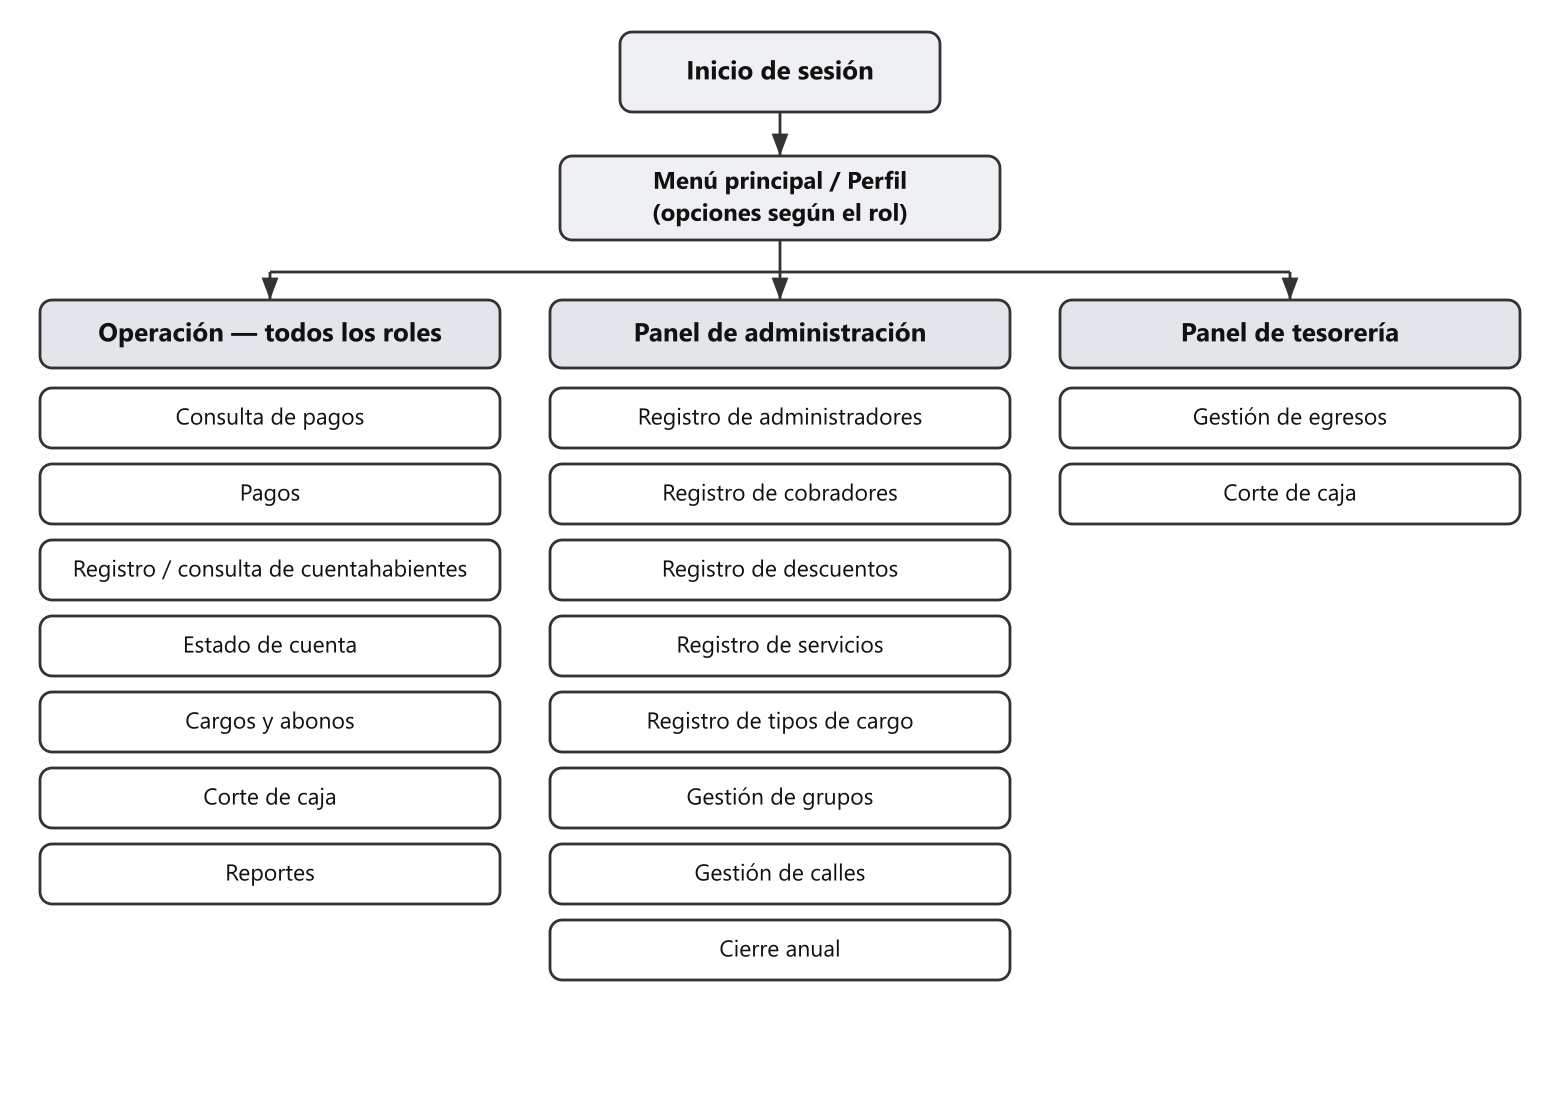 Inicio de sesión
Menú principal / Perfil
(opciones según el rol)
Operación — todos los roles
Consulta de pagos
Pagos
Registro / consulta de cuentahabientes
Estado de cuenta
Cargos y abonos
Corte de caja
Reportes
Panel de administración
Registro de administradores
Registro de cobradores
Registro de descuentos
Registro de servicios
Registro de tipos de cargo
Gestión de grupos
Gestión de calles
Cierre anual
Panel de tesorería
Gestión de egresos
Corte de caja